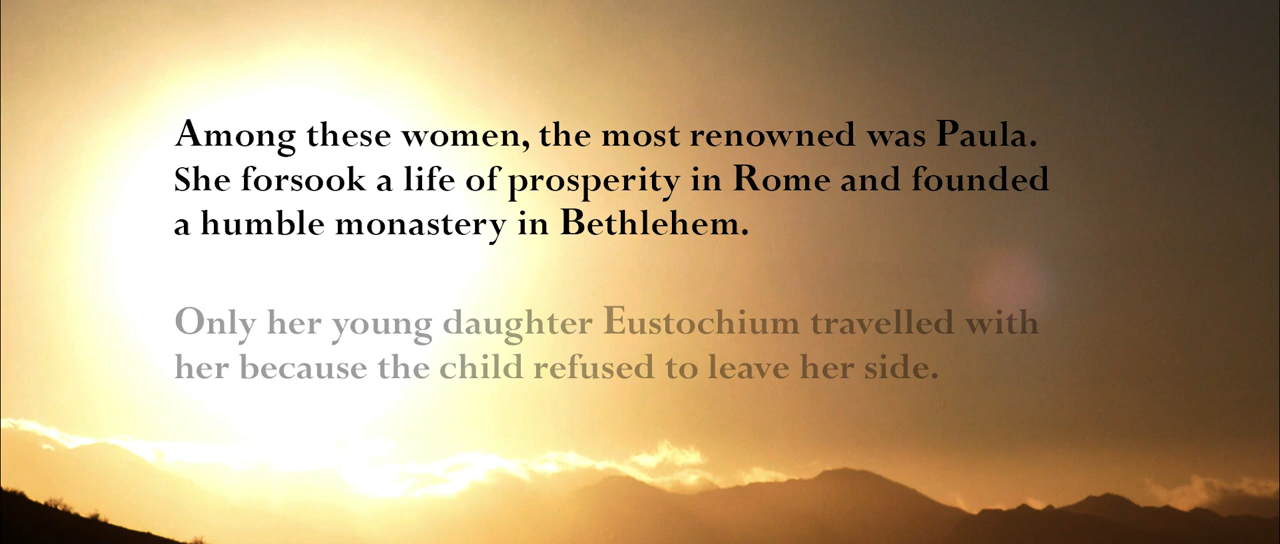 Among these women, the most renowned was Paula.
She forsook a life of prosperity in Rome and founded
a humble monastery in Bethlehem.
Only her young daughter Eustochium travelled with
her because the child refused to leave her side.